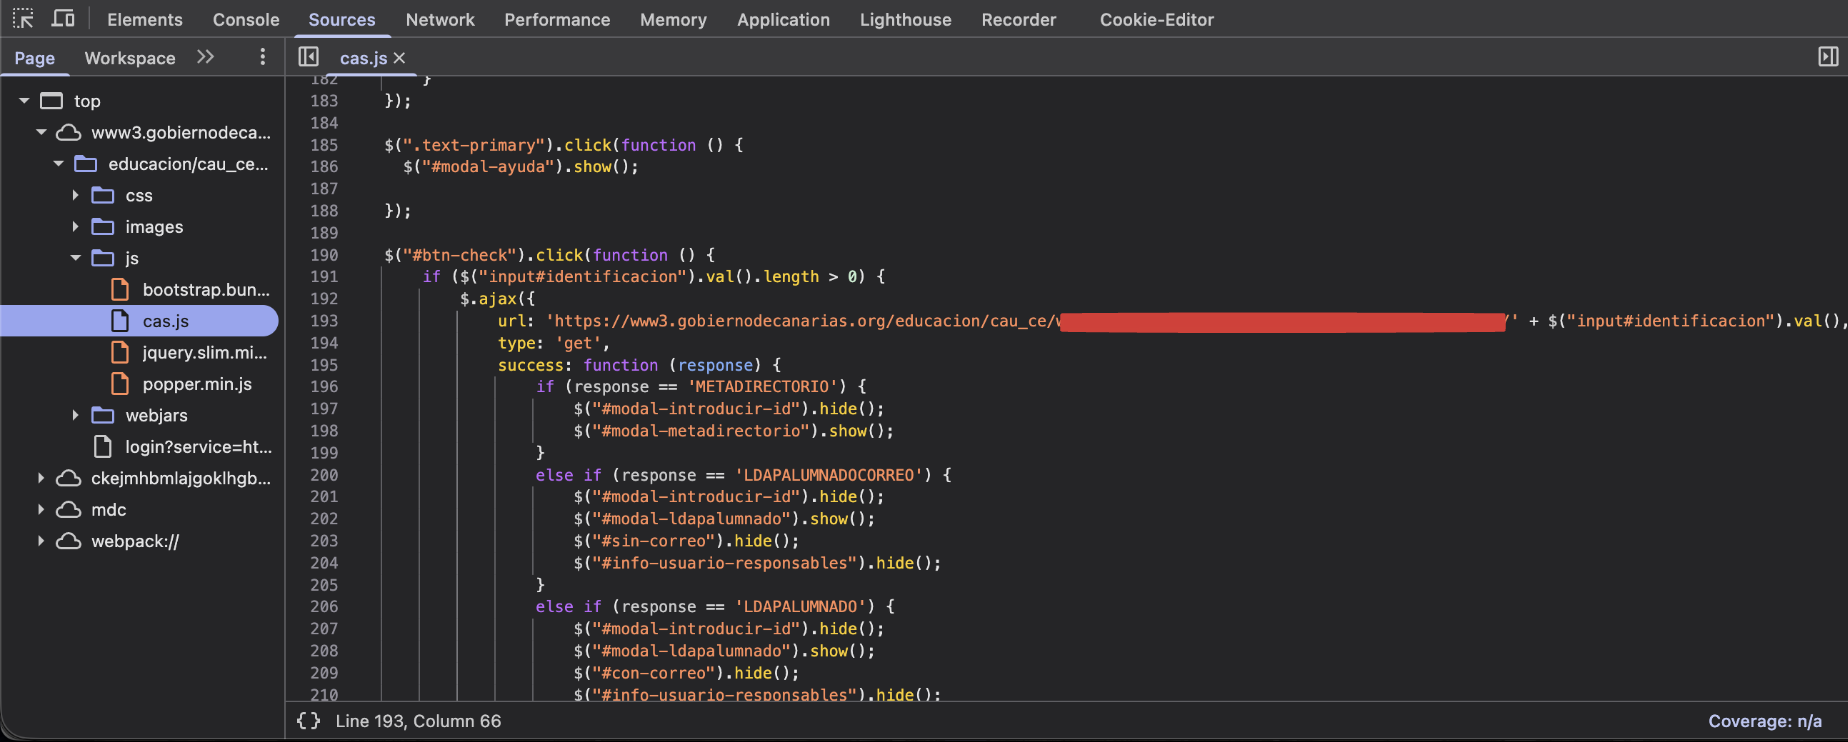 Elements Console Sources Network Performance Memory Application Lighthouse Recorder Cookie-Editor
Page Workspace
cas.js
top
www3.gobiernodeca...
educacion/cau_ce...
css
images
js
bootstrap.bun...
cas.js
jquery.slim.mi...
popper.min.js
webjars
login?service=ht...
ckejmhbmlajgoklhgb...
mdc
webpack://
182 }
183 });
184
185 $(".text-primary").click(function () {
186 $("#modal-ayuda").show();
187
188 });
189
190 $("#btn-check").click(function () {
191 if ($("input#identificacion").val().length > 0) {
192 $.ajax({
193 url: 'https://www3.gobiernodecanarias.org/educacion/cau_ce/ /' + $("input#identificacion").val(),
194 type: 'get',
195 success: function (response) {
196 if (response == 'METADIRECTORIO') {
197 $("#modal-introducir-id").hide();
198 $("#modal-metadirectorio").show();
199 }
200 else if (response == 'LDAPALUMNADOCORREO') {
201 $("#modal-introducir-id").hide();
202 $("#modal-ldapalumnado").show();
203 $("#sin-correo").hide();
204 $("#info-usuario-responsables").hide();
205 }
206 else if (response == 'LDAPALUMNADO') {
207 $("#modal-introducir-id").hide();
208 $("#modal-ldapalumnado").show();
209 $("#con-correo").hide();
210 $("#info-usuario-responsables").hide();
{} Line 193, Column 66
Coverage: n/a